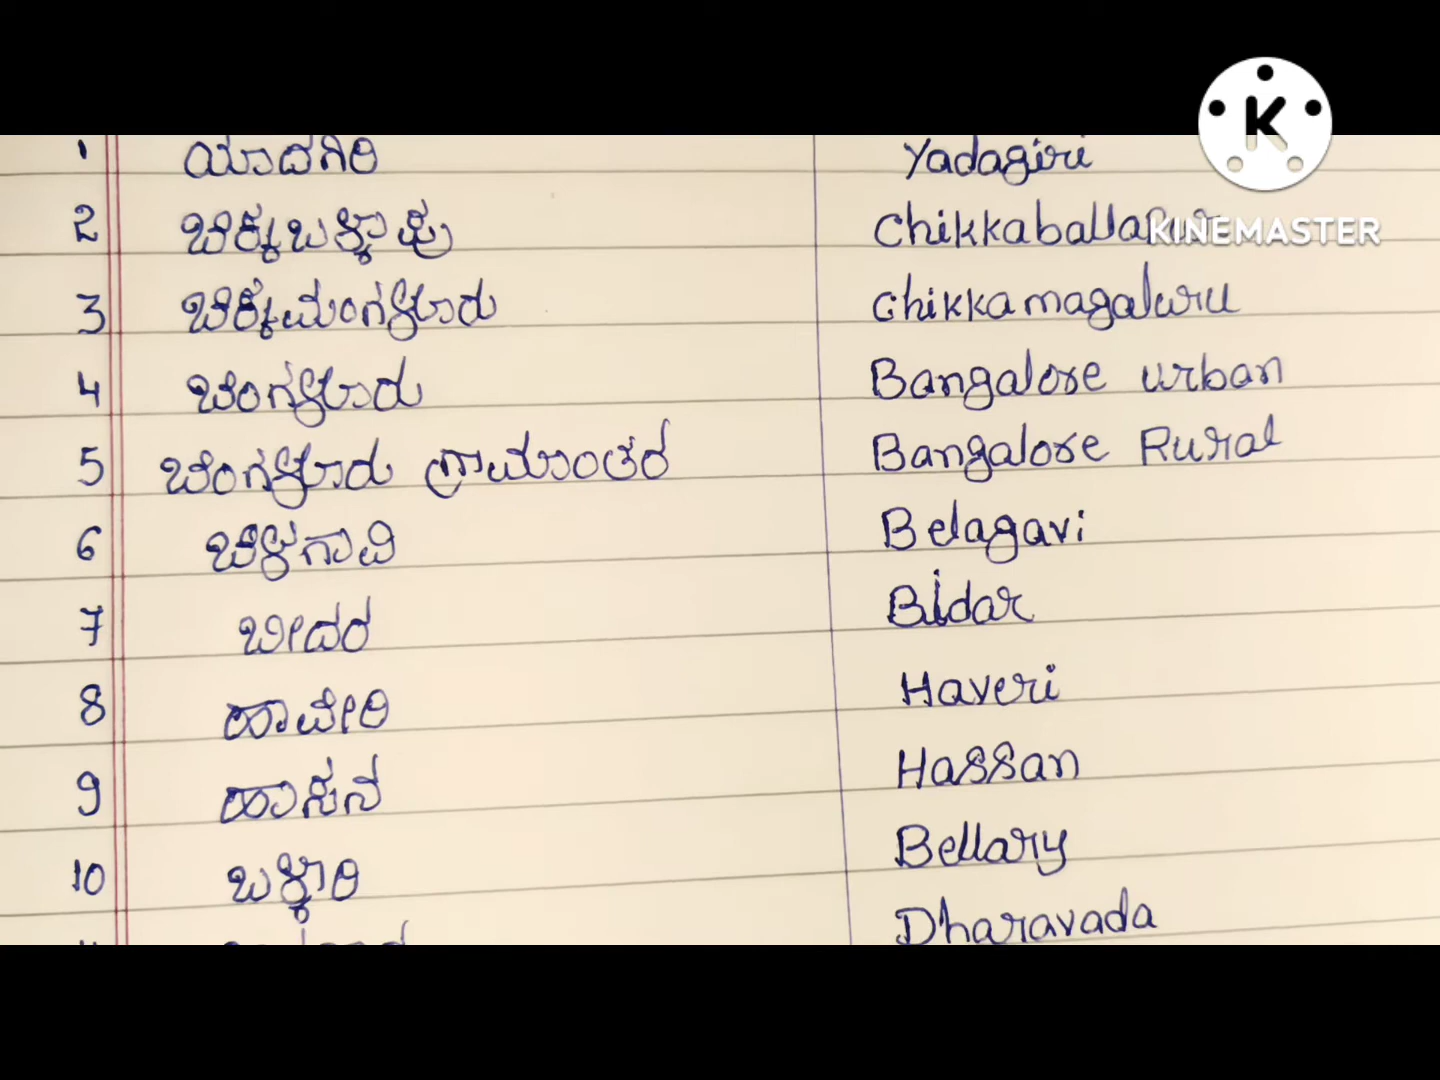 1 ಯಾದಗಿರಿ Yadagiri
2 ಚಿಕ್ಕಬಳ್ಳಾಪುರ Chikkaballapur
3 ಚಿಕ್ಕಮಂಗಳೂರು Chikkamagaluru
4 ಬೆಂಗಳೂರು Bangalore urban
5 ಬೆಂಗಳೂರು ಗ್ರಾಮಾಂತರ Bangalore Rural
6 ಬೆಳಗಾವಿ Belagavi
7 ಬೀದರ Bidar
8 ಹಾವೇರಿ Haveri
9 ಹಾಸನ Hassan
10 ಬಳ್ಳಾರಿ Bellary
Dharavada
K
KINEMASTER